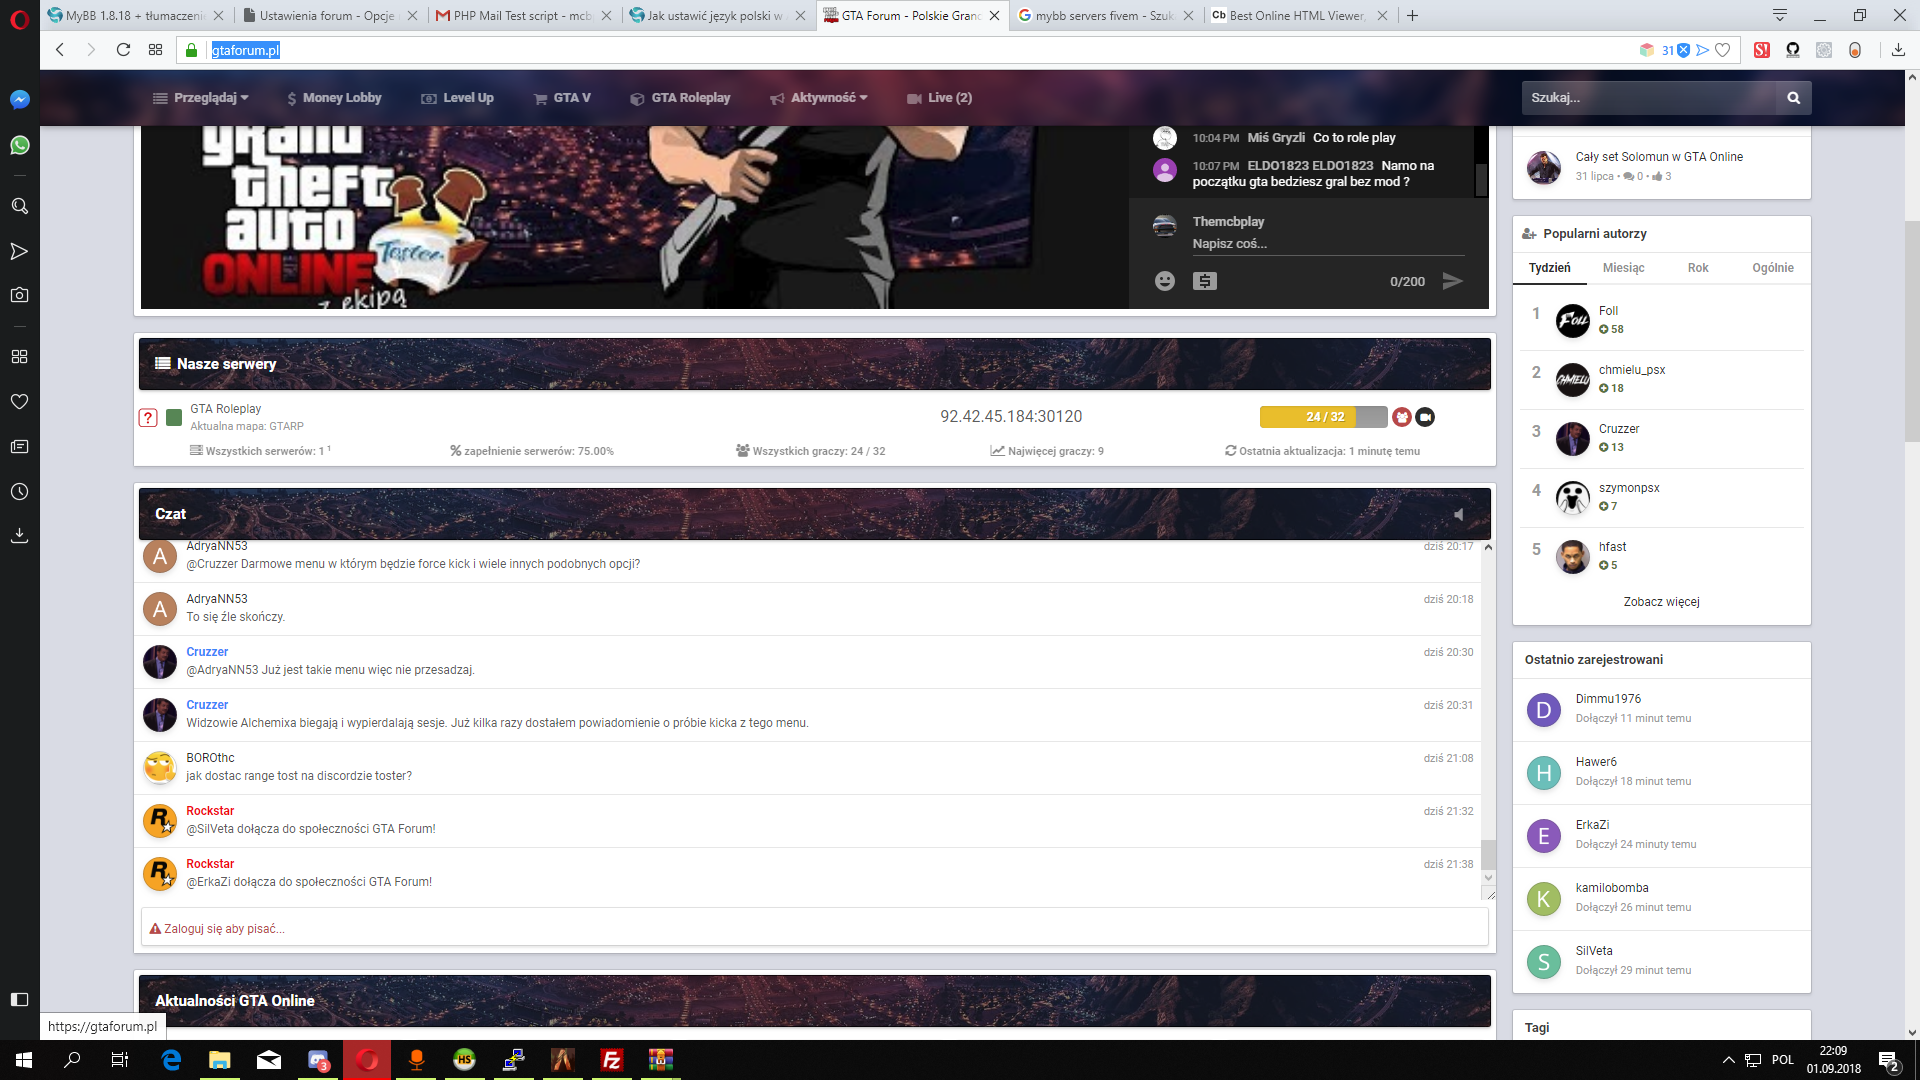 MyBB 1.8.18 + tłumaczenie
Ustawienia forum - Opcje
PHP Mail Test script - mcb
Jak ustawić język polski w
GTA Forum - Polskie Gran
mybb servers fivem - Szuk
Cb Best Online HTML Viewer,
gtaforum.pl
31
Przeglądaj
Money Lobby
Level Up
GTA V
GTA Roleplay
Aktywność
Live (2)
Szukaj...
grand
theft
auto
ONLINE
Toster
z ekipą
10:04 PM Miś Gryzli Co to role play
10:07 PM ELDO1823 ELDO1823 Namo na
początku gta bedziesz gral bez mod ?
Themcbplay
Napisz coś...
0/200
Cały set Solomun w GTA Online
31 lipca • 0 • 3
Popularni autorzy
Tydzień Miesiąc Rok Ogólnie
1 Foll
58
2 chmielu_psx
18
3 Cruzzer
13
4 szymonpsx
7
5 hfast
5
Zobacz więcej
Nasze serwery
GTA Roleplay
Aktualna mapa: GTARP
92.42.45.184:30120
24 / 32
Wszystkich serwerów: 1 1
zapełnienie serwerów: 75.00%
Wszystkich graczy: 24 / 32
Najwięcej graczy: 9
Ostatnia aktualizacja: 1 minutę temu
Czat
A AdryaNN53 dziś 20:17
@Cruzzer Darmowe menu w którym będzie force kick i wiele innych podobnych opcji?
A AdryaNN53 dziś 20:18
To się źle skończy.
Cruzzer dziś 20:30
@AdryaNN53 Już jest takie menu więc nie przesadzaj.
Cruzzer dziś 20:31
Widzowie Alchemixa biegają i wypierdalają sesje. Już kilka razy dostałem powiadomienie o próbie kicka z tego menu.
BOROthc dziś 21:08
jak dostac range tost na discordzie toster?
Rockstar dziś 21:32
@SilVeta dołącza do społeczności GTA Forum!
Rockstar dziś 21:38
@ErkaZi dołącza do społeczności GTA Forum!
Zaloguj się aby pisać...
Ostatnio zarejestrowani
D Dimmu1976
Dołączył 11 minut temu
H Hawer6
Dołączył 18 minut temu
E ErkaZi
Dołączył 24 minuty temu
K kamilobomba
Dołączył 26 minut temu
S SilVeta
Dołączył 29 minut temu
Aktualności GTA Online
Tagi
https://gtaforum.pl
POL
22:09
01.09.2018
2